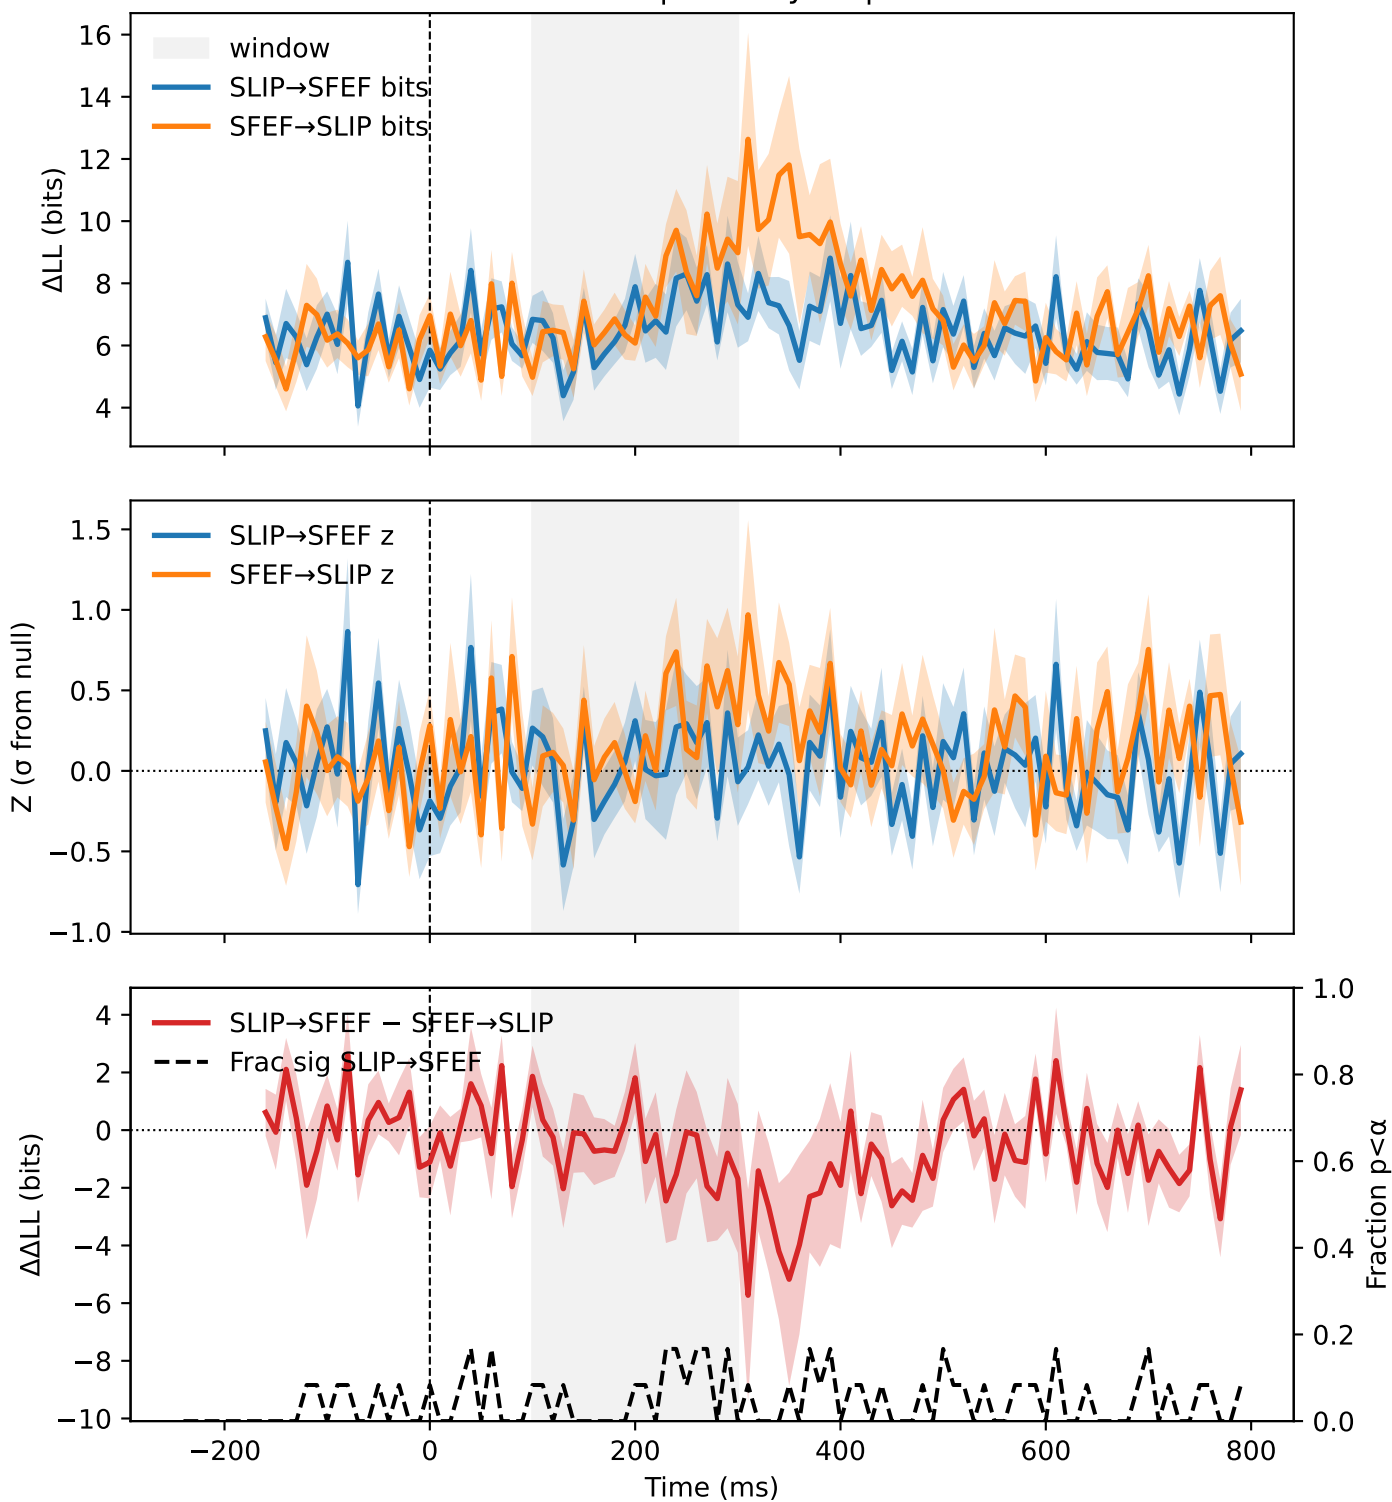 16
14
12
10
8
6
4
ΔLL (bits)
window
SLIP→SFEF bits
SFEF→SLIP bits
1.5
1.0
0.5
0.0
−0.5
−1.0
Z (σ from null)
SLIP→SFEF z
SFEF→SLIP z
4
2
0
−2
−4
−6
−8
−10
ΔΔLL (bits)
SLIP→SFEF − SFEF→SLIP
Frac sig SLIP→SFEF
1.0
0.8
0.6
0.4
0.2
0.0
Fraction p<α
−200
0
200
400
600
800
Time (ms)